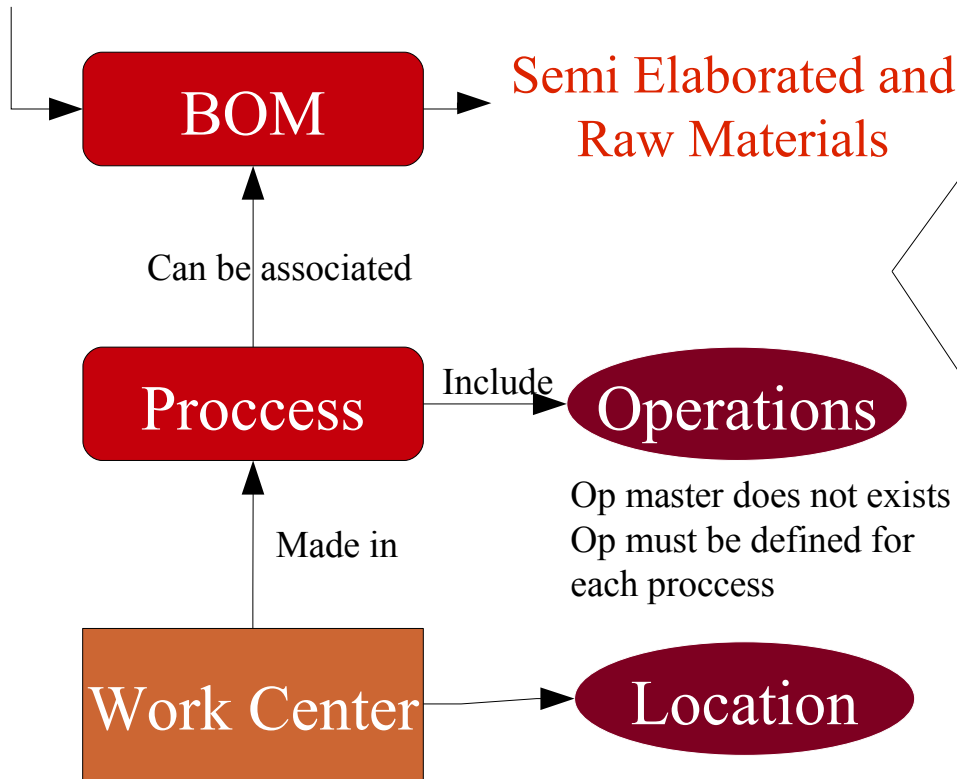 BOM
Semi Elaborated and
Raw Materials
Can be associated
Proccess
Include
Operations
Op master does not exists
Op must be defined for
each proccess
Made in
Work Center
Location